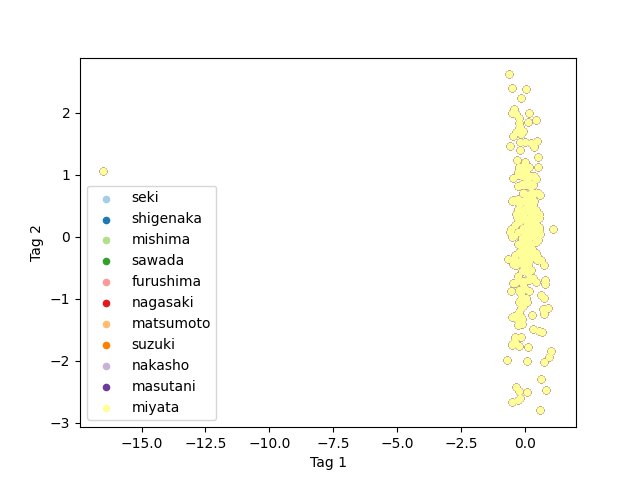 2
1
0
−1
−2
−3
Tag 2
seki
shigenaka
mishima
sawada
furushima
nagasaki
matsumoto
suzuki
nakasho
masutani
miyata
−15.0 −12.5 −10.0 −7.5 −5.0 −2.5 0.0
Tag 1